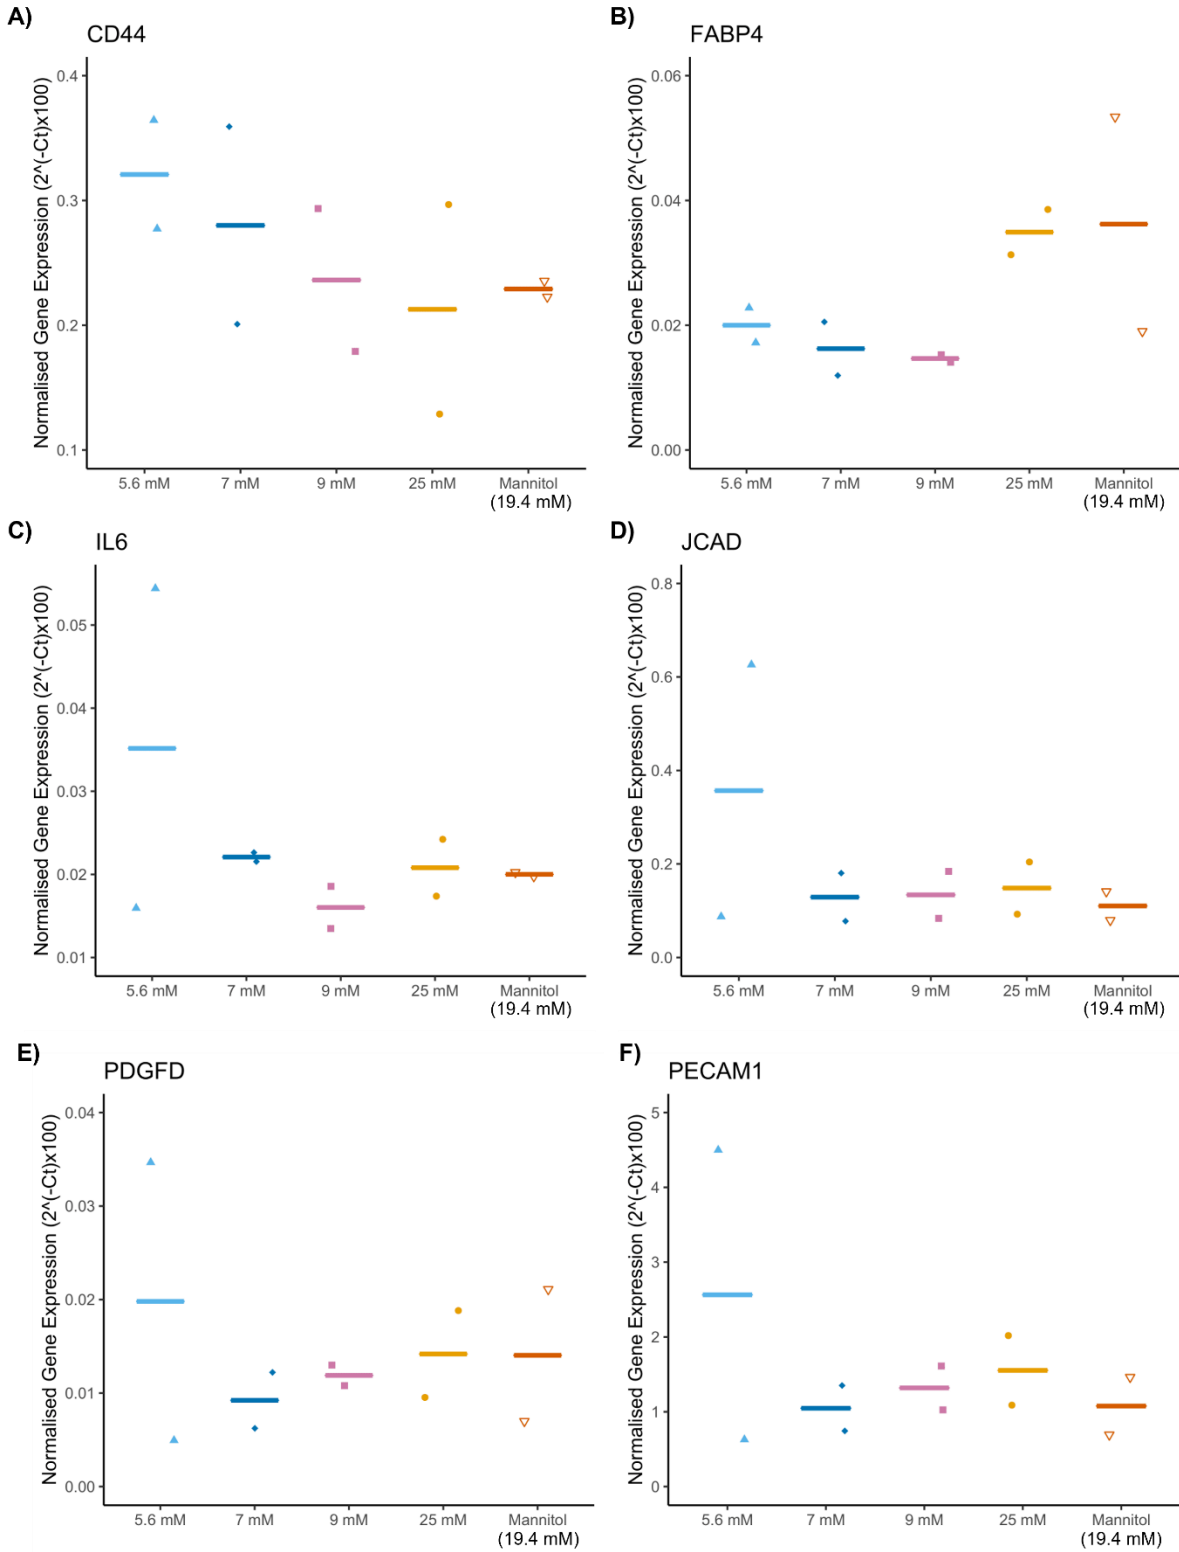 A)
CD44
Normalised Gene Expression (2^(-Ct)x100)
0.4
0.3
0.2
0.1
5.6 mM
7 mM
9 mM
25 mM
Mannitol
(19.4 mM)
B)
FABP4
Normalised Gene Expression (2^(-Ct)x100)
0.06
0.04
0.02
0.00
5.6 mM
7 mM
9 mM
25 mM
Mannitol
(19.4 mM)
C)
IL6
Normalised Gene Expression (2^(-Ct)x100)
0.05
0.04
0.03
0.02
0.01
5.6 mM
7 mM
9 mM
25 mM
Mannitol
(19.4 mM)
D)
JCAD
Normalised Gene Expression (2^(-Ct)x100)
0.8
0.6
0.4
0.2
0.0
5.6 mM
7 mM
9 mM
25 mM
Mannitol
(19.4 mM)
E)
PDGFD
Normalised Gene Expression (2^(-Ct)x100)
0.04
0.03
0.02
0.01
0.00
5.6 mM
7 mM
9 mM
25 mM
Mannitol
(19.4 mM)
F)
PECAM1
Normalised Gene Expression (2^(-Ct)x100)
5
4
3
2
1
0
5.6 mM
7 mM
9 mM
25 mM
Mannitol
(19.4 mM)